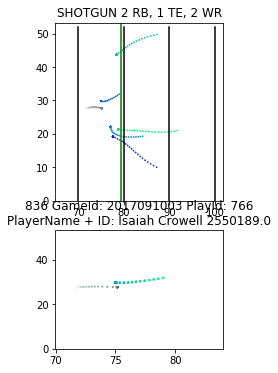 SHOTGUN 2 RB, 1 TE, 2 WR
50
40
30
20
10
0
70 80 90 100
836 GameId: 2017091003 PlayId: 766
PlayerName + ID: Isaiah Crowell 2550189.0
40
20
0
70 75 80